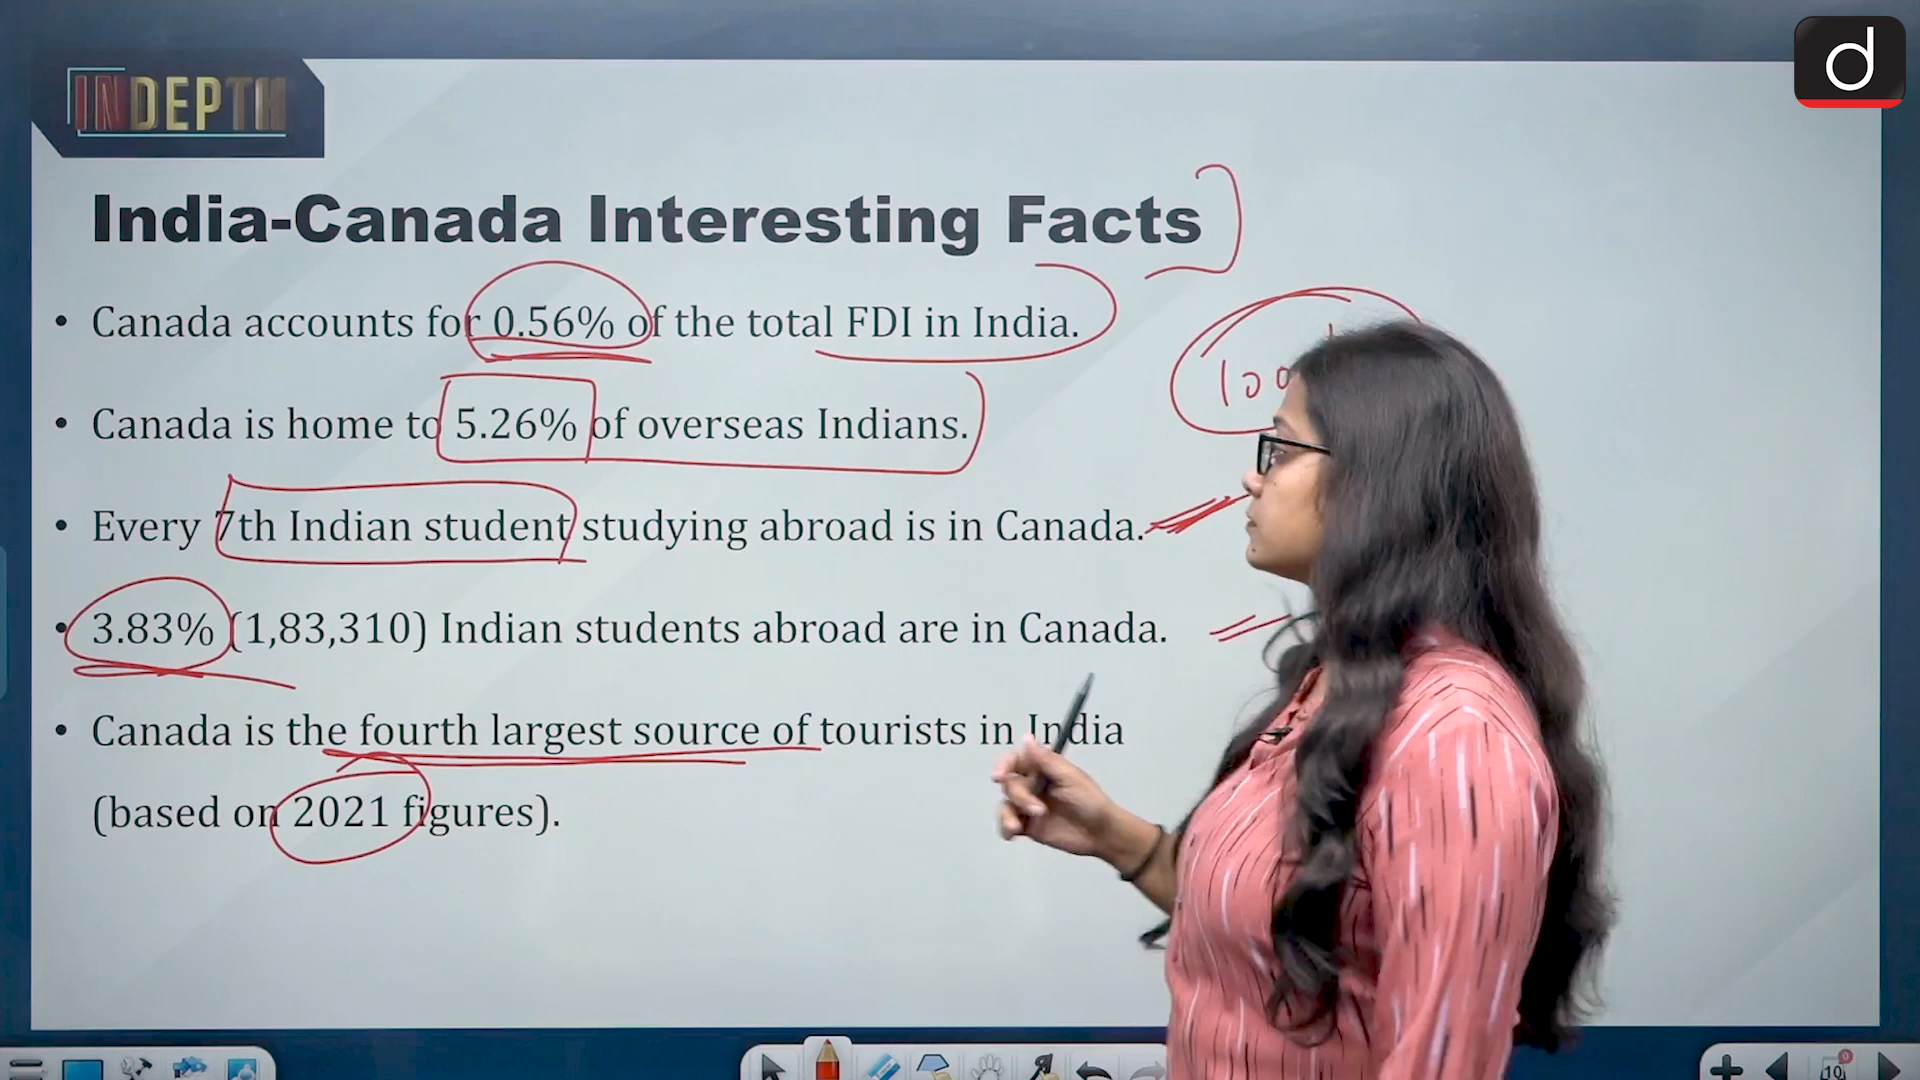 d
INDEPTH
India-Canada Interesting Facts
• Canada accounts for 0.56% of the total FDI in India.
• Canada is home to 5.26% of overseas Indians.
• Every 7th Indian student studying abroad is in Canada.
• 3.83% (1,83,310) Indian students abroad are in Canada.
• Canada is the fourth largest source of tourists in India
(based on 2021 figures).
10